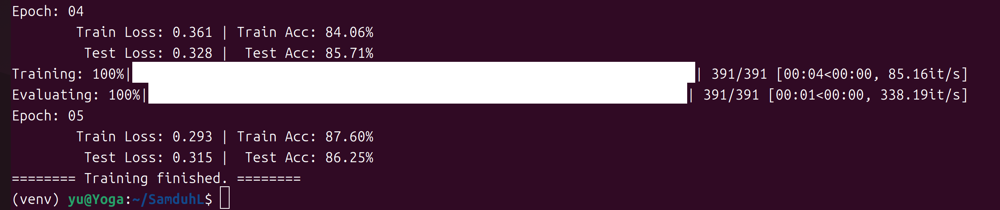 Epoch: 04
        Train Loss: 0.361 | Train Acc: 84.06%
         Test Loss: 0.328 |  Test Acc: 85.71%
Training: 100%|██████████████████████████████████████████████████████████████████████| 391/391 [00:04<00:00, 85.16it/s]
Evaluating: 100%|███████████████████████████████████████████████████████████████████| 391/391 [00:01<00:00, 338.19it/s]
Epoch: 05
        Train Loss: 0.293 | Train Acc: 87.60%
         Test Loss: 0.315 |  Test Acc: 86.25%
======== Training finished. ========
(venv) yu@Yoga:~/SamduhL$